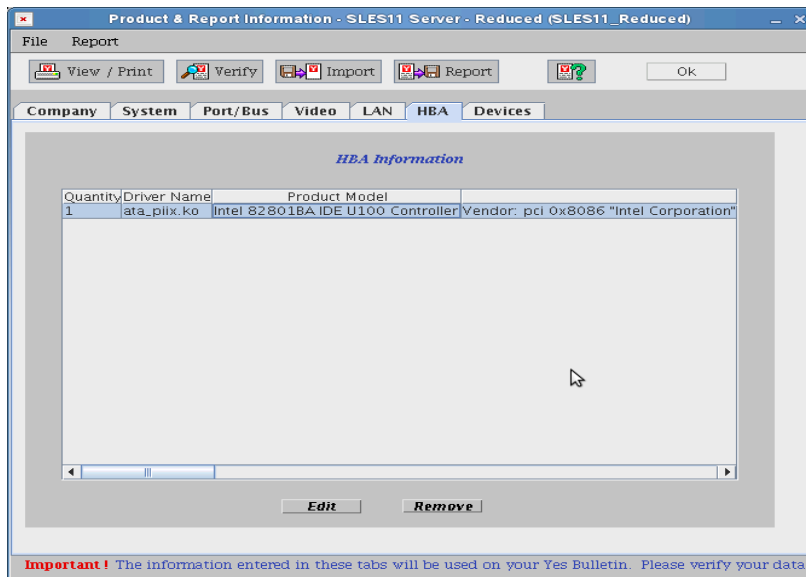 Product & Report Information - SLES11 Server - Reduced (SLES11_Reduced)
File Report
View / Print Verify Import Report Ok
Company System Port/Bus Video LAN HBA Devices
HBA Information
Quantity Driver Name Product Model
1 ata_piix.ko Intel 82801BA IDE U100 Controller Vendor: pci 0x8086 "Intel Corporation"
Edit Remove
Important! The information entered in these tabs will be used on your Yes Bulletin. Please verify your data